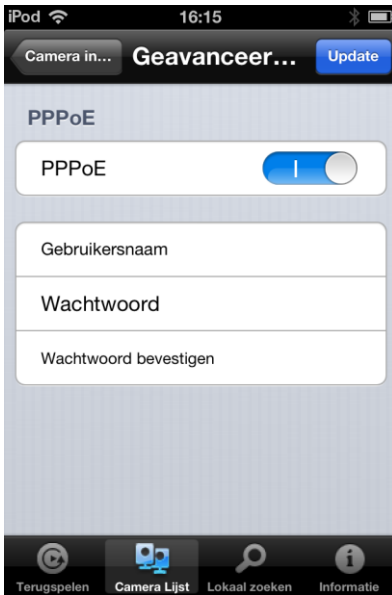 iPod 16:15
Camera in... Geavanceer... Update
PPPoE
PPPoE
Gebruikersnaam
Wachtwoord
Wachtwoord bevestigen
Terugspelen Camera Lijst Lokaal zoeken Informatie